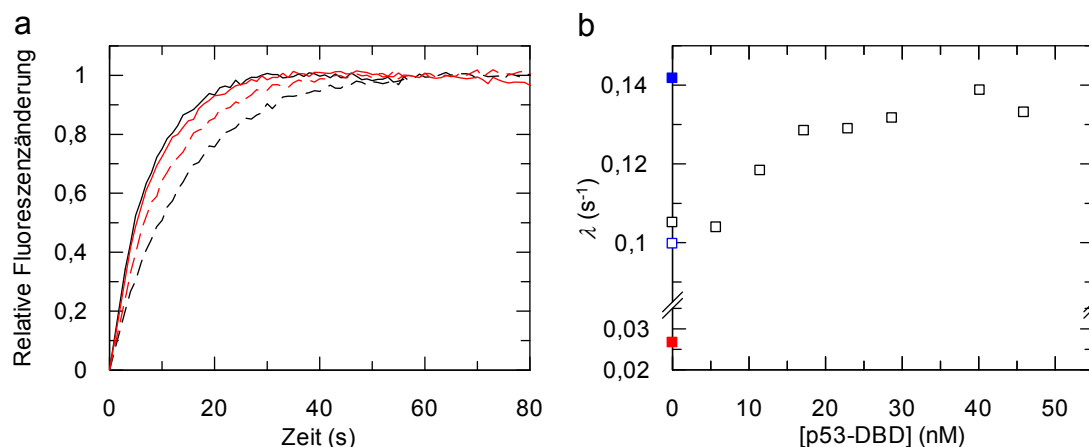 a
Relative Fluoreszenzänderung
1
0,8
0,6
0,4
0,2
0
0 20 40 60 80
Zeit (s)
b
λ (s⁻¹)
0,14
0,12
0,1
0,03
0,02
0 10 20 30 40 50
[p53-DBD] (nM)